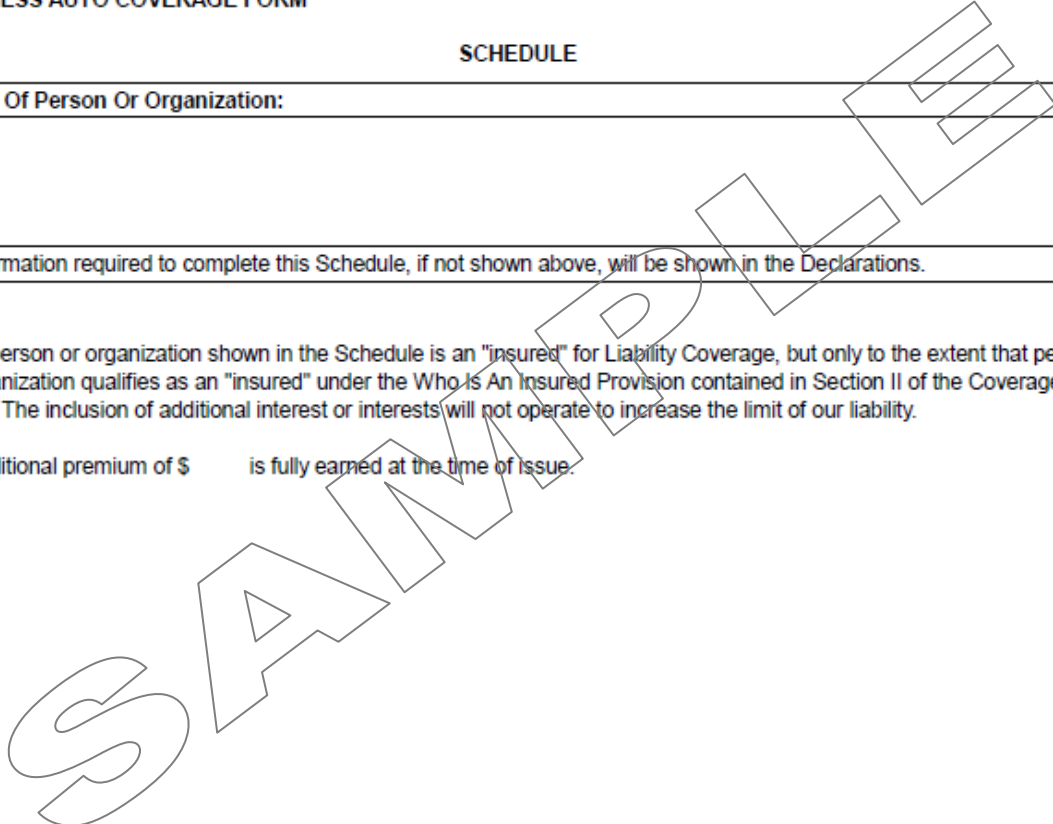 ESS AUTO COVERAGE FORM
SCHEDULE
Of Person Or Organization:
rmation required to complete this Schedule, if not shown above, will be shown in the Declarations.
erson or organization shown in the Schedule is an "insured" for Liability Coverage, but only to the extent that pe
nization qualifies as an "insured" under the Who Is An Insured Provision contained in Section II of the Coverage
The inclusion of additional interest or interests will not operate to increase the limit of our liability.
itional premium of $ is fully earned at the time of issue.
SAMPLE